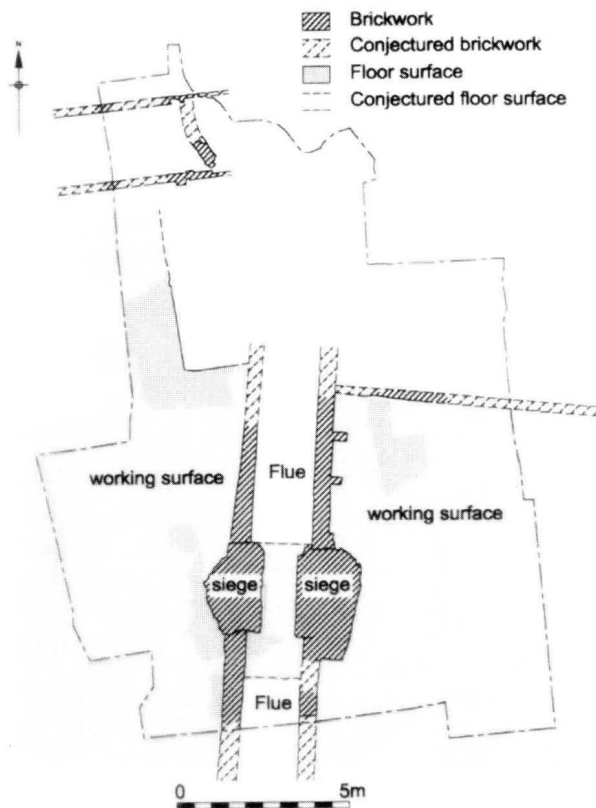 Brickwork
Conjectured brickwork
Floor surface
Conjectured floor surface
N
working surface
Flue
working surface
siege
siege
Flue
0
5m